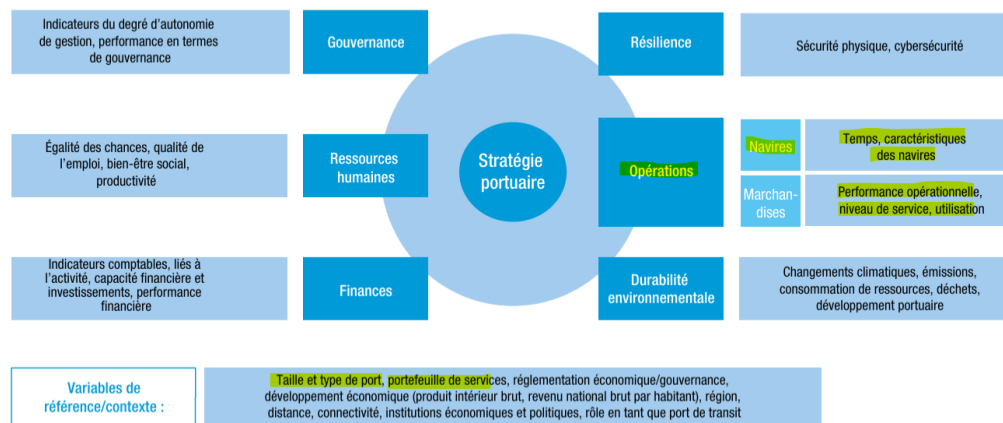 Indicateurs du degré d’autonomie
de gestion, performance en termes
de gouvernance
Gouvernance
Résilience
Sécurité physique, cybersécurité
Égalité des chances, qualité de
l’emploi, bien-être social,
productivité
Ressources
humaines
Stratégie
portuaire
Opérations
Navires
Temps, caractéristiques
des navires
Marchan-
dises
Performance opérationnelle,
niveau de service, utilisation
Indicateurs comptables, liés à
l’activité, capacité financière et
investissements, performance
financière
Finances
Durabilité
environnementale
Changements climatiques, émissions,
consommation de ressources, déchets,
développement portuaire
Variables de
référence/contexte :
Taille et type de port, portefeuille de services, réglementation économique/gouvernance,
développement économique (produit intérieur brut, revenu national brut par habitant), région,
distance, connectivité, institutions économiques et politiques, rôle en tant que port de transit